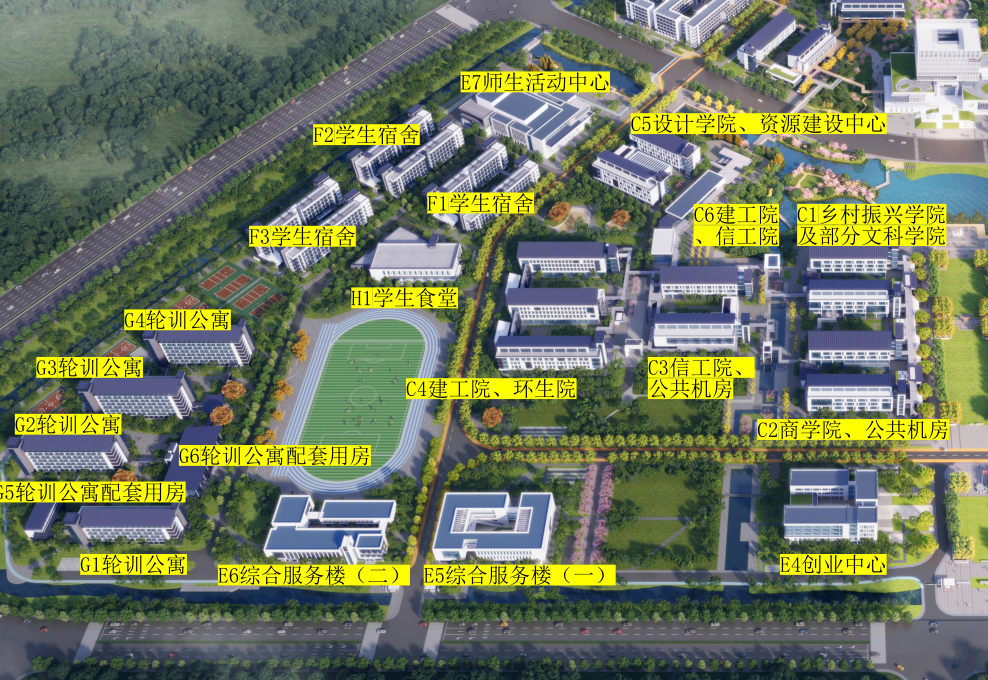 E7师生活动中心
C5设计学院、资源建设中心
F2学生宿舍
F1学生宿舍
C6建工院
、信工院
C1乡村振兴学院
及部分文科学院
F3学生宿舍
H1学生食堂
G4轮训公寓
G3轮训公寓
C3信工院、
公共机房
C4建工院、环生院
G2轮训公寓
C2商学院、公共机房
G6轮训公寓配套用房
G5轮训公寓配套用房
G1轮训公寓
E6综合服务楼（二）
E5综合服务楼（一）
E4创业中心